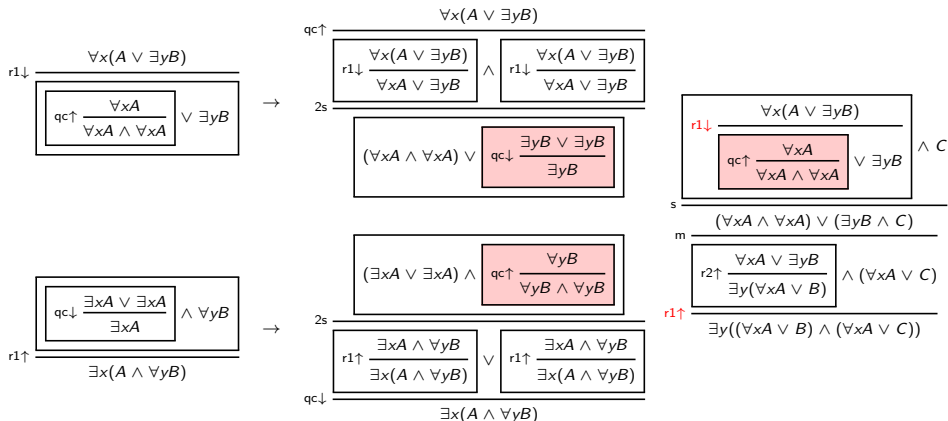 ∀x(A ∨ ∃yB)
r1↓
qc↑ ∀xA
∀xA ∧ ∀xA
∨ ∃yB
→
∀x(A ∨ ∃yB)
qc↑
r1↓ ∀x(A ∨ ∃yB) ∧ r1↓ ∀x(A ∨ ∃yB)
∀xA ∨ ∃yB ∀xA ∨ ∃yB
2s
(∀xA ∧ ∀xA) ∨ qc↓ ∃yB ∨ ∃yB
∃yB
qc↓ ∃xA ∨ ∃xA
∃xA
∧ ∀yB
r1↑
∃x(A ∧ ∀yB)
→
(∃xA ∨ ∃xA) ∧ qc↑ ∀yB
∀yB ∧ ∀yB
2s
r1↑ ∃xA ∧ ∀yB ∨ r1↑ ∃xA ∧ ∀yB
∃x(A ∧ ∀yB) ∃x(A ∧ ∀yB)
qc↓
∃x(A ∧ ∀yB)
∀x(A ∨ ∃yB)
r1↓
qc↑ ∀xA
∀xA ∧ ∀xA
∨ ∃yB
∧ C
s
(∀xA ∧ ∀xA) ∨ (∃yB ∧ C)
m
r2↑ ∀xA ∨ ∃yB
∃y(∀xA ∨ B)
∧ (∀xA ∨ C)
r1↑
∃y((∀xA ∨ B) ∧ (∀xA ∨ C))